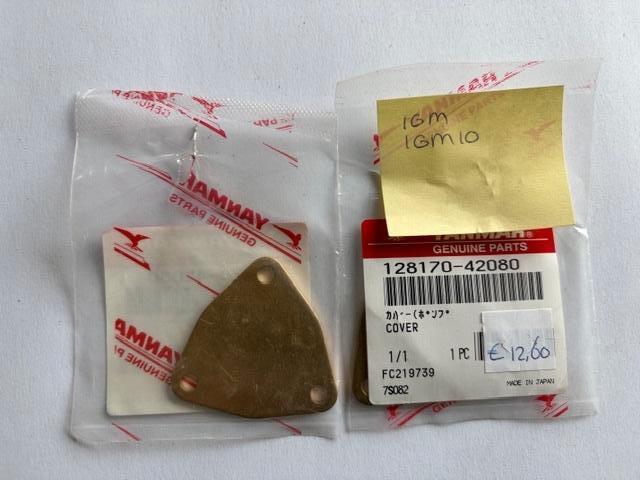 1GM
1GM10
YANMAR®
GENUINE PARTS
128170-42080
ｶﾊﾞｰ(ﾎﾟﾝﾌﾟ
COVER
1/1 1 PC
€ 12,60
FC219739
MADE IN JAPAN
7S082
YANMAR
GENUINE PARTS